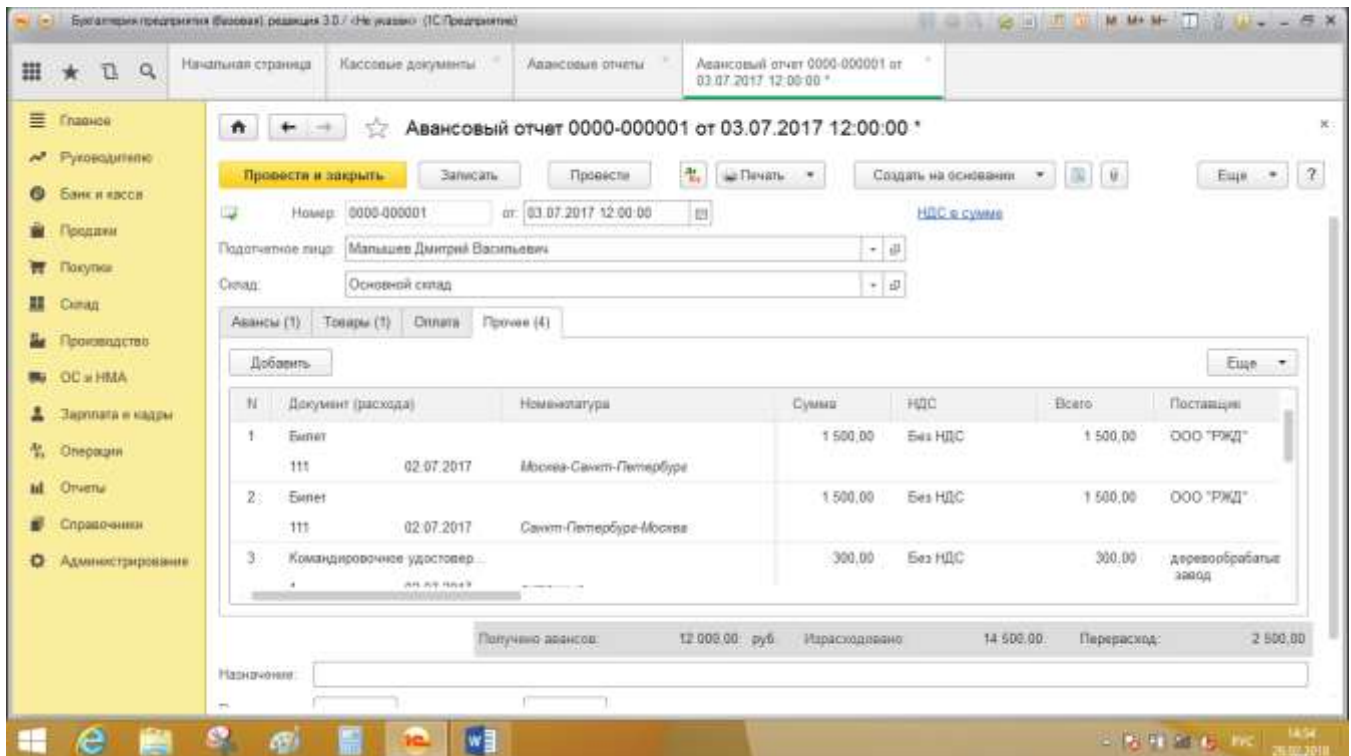 Бухгалтерия предприятия (базовая), редакция 3.0 / <Не указан> (1С:Предприятие)
M M+ M-
Начальная страница
Кассовые документы
Авансовые отчеты
Авансовый отчет 0000-000001 от
03.07.2017 12:00:00 *
Главное
Руководителю
Банк и касса
Продажи
Покупки
Склад
Производство
ОС и НМА
Зарплата и кадры
Операции
Отчеты
Справочники
Администрирование
Авансовый отчет 0000-000001 от 03.07.2017 12:00:00 *
Провести и закрыть Записать Провести Печать Создать на основании Еще ?
Номер: 0000-000001 от: 03.07.2017 12:00:00 НДС в сумме
Подотчетное лицо: Малышев Дмитрий Васильевич
Склад: Основной склад
Авансы (1) Товары (1) Оплата Прочее (4)
Добавить Еще
N Документ (расхода) Номенклатура Сумма НДС Всего Поставщик
1 Билет 1 500,00 Без НДС 1 500,00 ООО "РЖД"
111 02.07.2017 Москва-Санкт-Петербург
2 Билет 1 500,00 Без НДС 1 500,00 ООО "РЖД"
111 02.07.2017 Санкт-Петербург-Москва
3 Командировочное удостовер... 300,00 Без НДС 300,00 деревообрабатые
завод
Получено авансов: 12 000,00 руб. Израсходовано: 14 500,00 Перерасход: 2 500,00
Назначение:
РУС
14:54